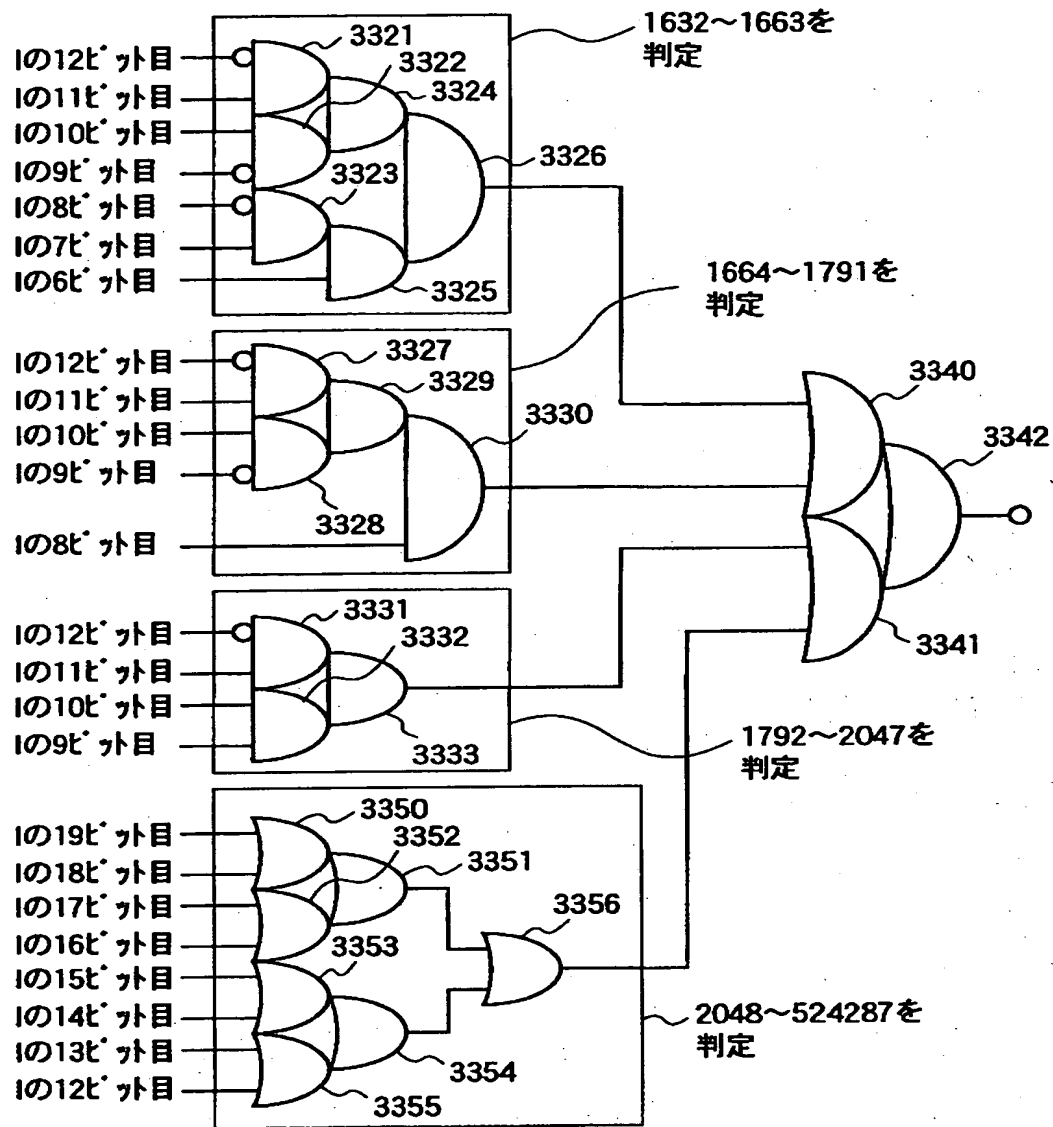 1632～1663を
判定
Iの12ビット目
Iの11ビット目
Iの10ビット目
Iの9ビット目
Iの8ビット目
Iの7ビット目
Iの6ビット目
3321
3322
3324
3323
3326
3325
1664～1791を
判定
Iの12ビット目
Iの11ビット目
Iの10ビット目
Iの9ビット目
Iの8ビット目
3327
3329
3330
3328
3340
3342
3341
Iの12ビット目
Iの11ビット目
Iの10ビット目
Iの9ビット目
3331
3332
3333
1792～2047を
判定
Iの19ビット目
Iの18ビット目
Iの17ビット目
Iの16ビット目
Iの15ビット目
Iの14ビット目
Iの13ビット目
Iの12ビット目
3350
3352
3351
3353
3356
3354
3355
2048～524287を
判定